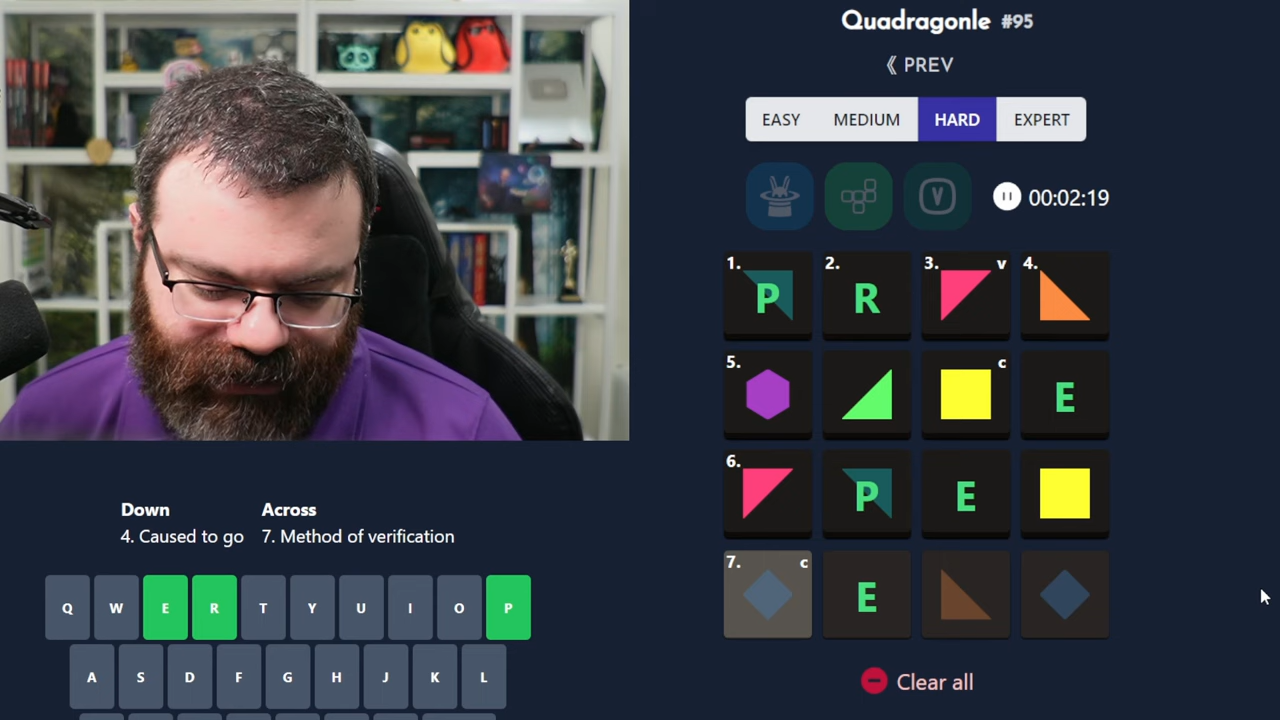 Quadragonle #95
《 PREV
EASY MEDIUM HARD EXPERT
V 00:02:19
1. P 2. R 3. v 4.
5. c E
6. P E
7. c E
Clear all
Down Across
4. Caused to go 7. Method of verification
Q W E R T Y U I O P
A S D F G H J K L